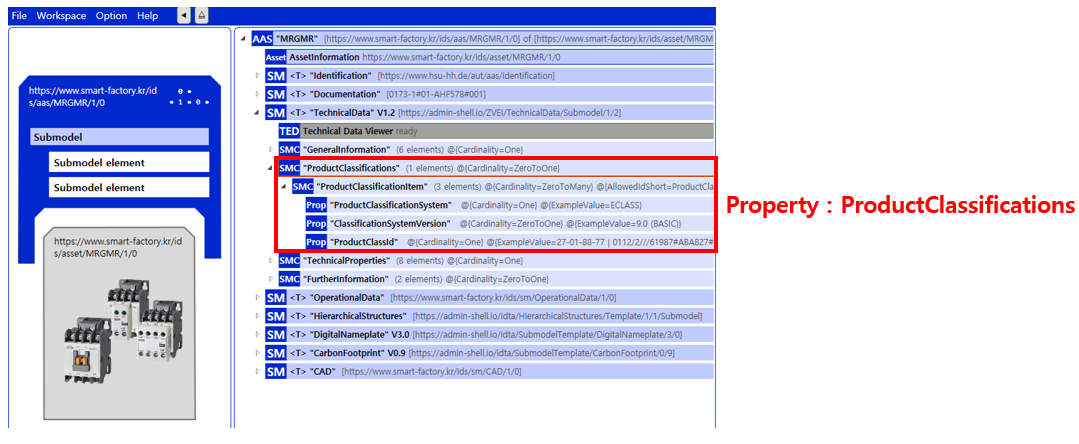 File Workspace Option Help
https://www.smart-factory.kr/id
s/aas/MRGMR/1/0
0
1 0
Submodel
Submodel element
Submodel element
https://www.smart-factory.kr/id
s/asset/MRGMR/1/0
AAS "MRGMR" [https://www.smart-factory.kr/ids/aas/MRGMR/1/0] of [https://www.smart-factory.kr/ids/asset/MRGM
Asset AssetInformation https://www.smart-factory.kr/ids/asset/MRGMR/1/0
SM <T> "Identification" [https://www.hsu-hh.de/aut/aas/identification]
SM <T> "Documentation" [0173-1#01-AHF578#001]
SM <T> "TechnicalData" V1.2 [https://admin-shell.io/ZVEI/TechnicalData/Submodel/1/2]
TED Technical Data Viewer ready
SMC "GeneralInformation" (6 elements) @{Cardinality=One}
SMC "ProductClassifications" (1 elements) @{Cardinality=ZeroToOne}
SMC "ProductClassificationItem" (3 elements) @{Cardinality=ZeroToMany} @{AllowedIdShort=ProductCla
Prop "ProductClassificationSystem" @{Cardinality=One} @{ExampleValue=ECLASS}
Prop "ClassificationSystemVersion" @{Cardinality=ZeroToOne} @{ExampleValue=9.0 (BASIC)}
Prop "ProductClassId" @{Cardinality=One} @{ExampleValue=27-01-88-77 | 0112/2///61987#ABA827#
SMC "TechnicalProperties" (8 elements) @{Cardinality=One}
SMC "FurtherInformation" (2 elements) @{Cardinality=ZeroToOne}
SM <T> "OperationalData" [https://www.smart-factory.kr/ids/sm/OperationalData/1/0]
SM <T> "HierarchicalStructures" [https://admin-shell.io/idta/HierarchicalStructures/Template/1/1/Submodel]
SM <T> "DigitalNameplate" V3.0 [https://admin-shell.io/idta/SubmodelTemplate/DigitalNameplate/3/0]
SM <T> "CarbonFootprint" V0.9 [https://admin-shell.io/idta/SubmodelTemplate/CarbonFootprint/0/9]
SM <T> "CAD" [https://www.smart-factory.kr/ids/sm/CAD/1/0]
Property : ProductClassifications